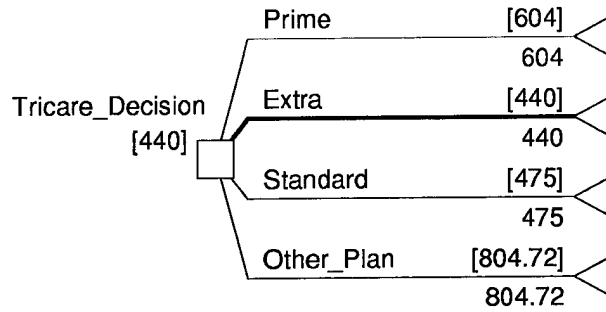 Prime [604]
604
Tricare_Decision
[440]
Extra [440]
440
Standard [475]
475
Other_Plan [804.72]
804.72